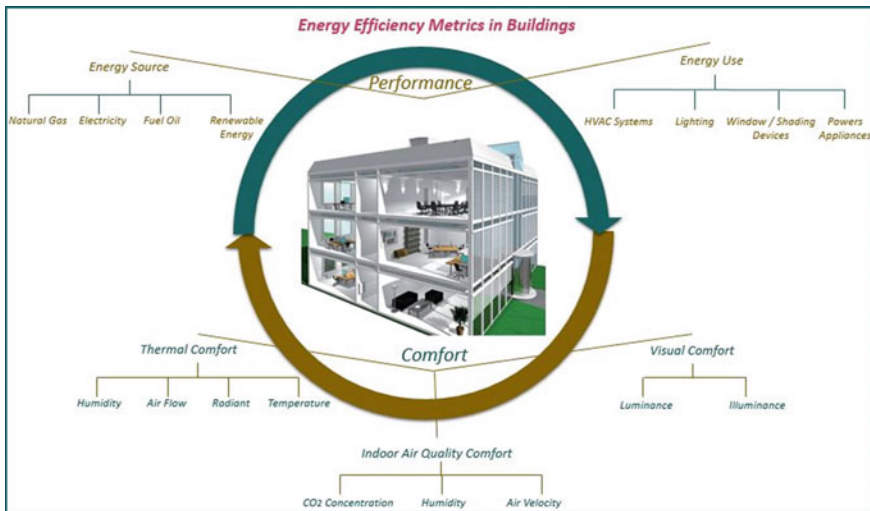 Energy Efficiency Metrics in Buildings
Performance
Energy Source
Natural Gas
Electricity
Fuel Oil
Renewable
Energy
Energy Use
HVAC Systems
Lighting
Window / Shading
Devices
Powers
Appliances
Comfort
Thermal Comfort
Humidity
Air Flow
Radiant
Temperature
Visual Comfort
Luminance
Illuminance
Indoor Air Quality Comfort
CO2 Concentration
Humidity
Air Velocity